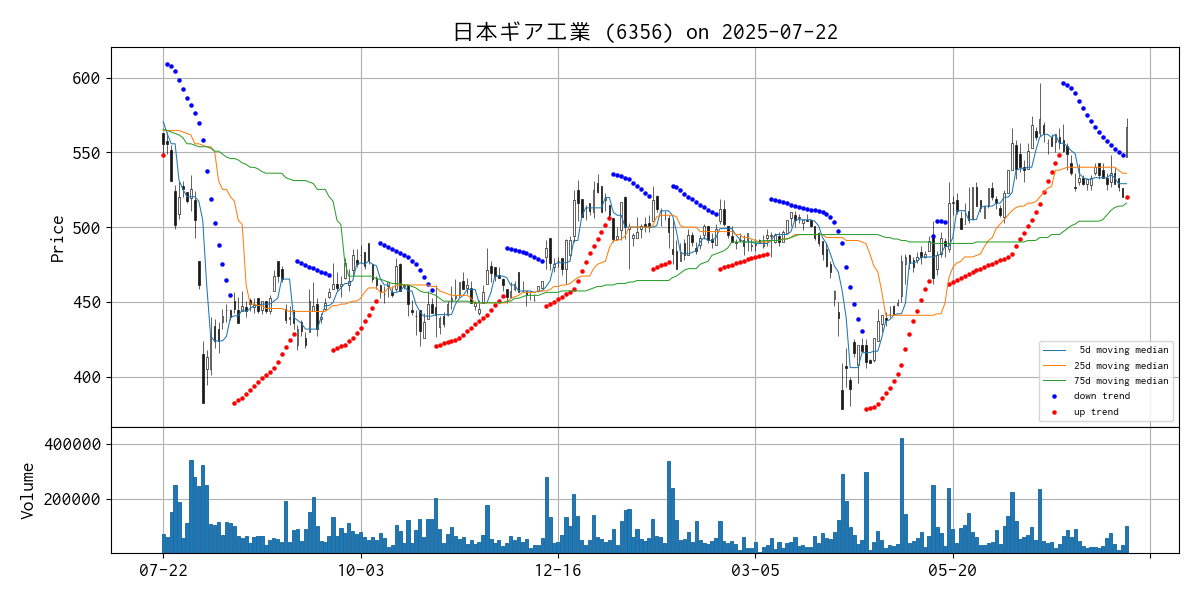 日本ギア工業 (6356) on 2025-07-22
Price
600
550
500
450
400
5d moving median
25d moving median
75d moving median
down trend
up trend
Volume
400000
200000
07-22 10-03 12-16 03-05 05-20